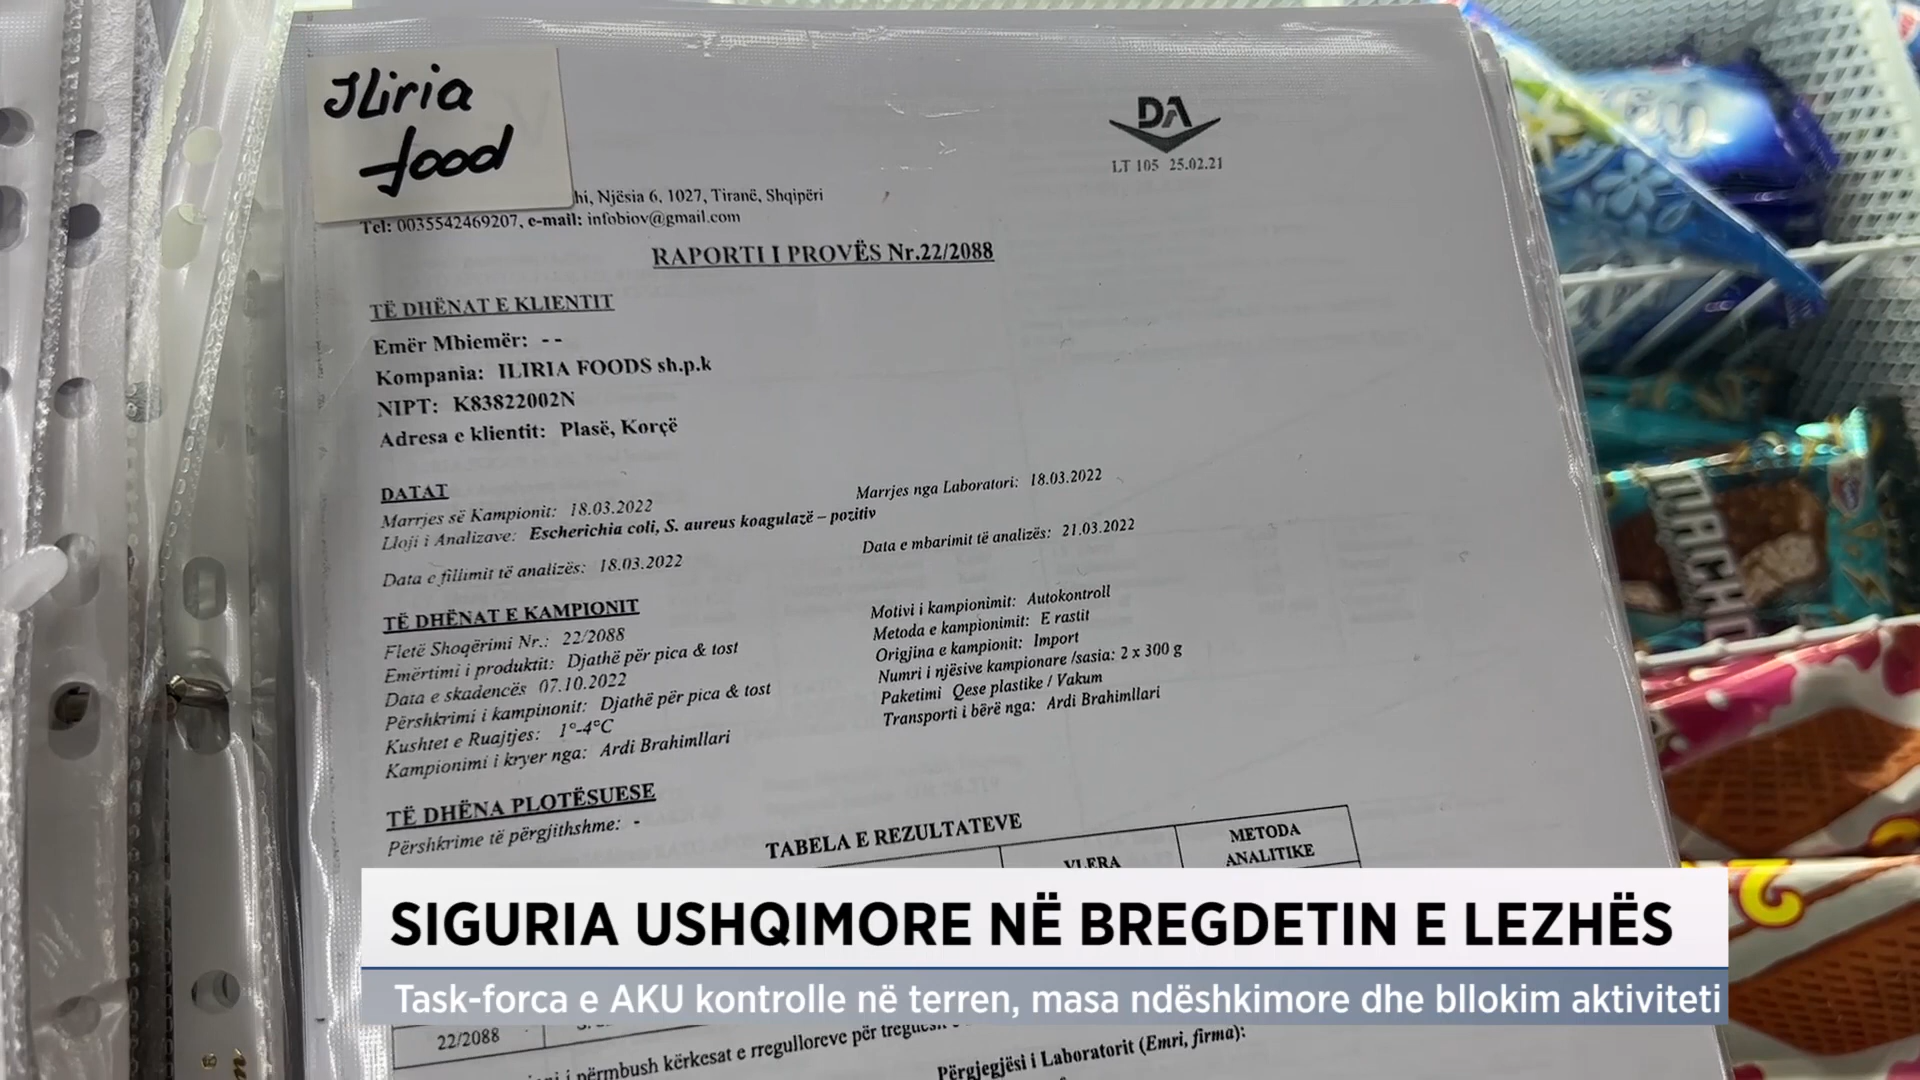 Iliria
food
DA
LT 105 25.02.21
hi, Njësia 6, 1027, Tiranë, Shqipëri
Tel: 0035542469207, e-mail: infobiov@gmail.com
RAPORTI I PROVËS Nr.22/2088
TË DHËNAT E KLIENTIT
Emër Mbiemër: - -
Kompania: ILIRIA FOODS sh.p.k
NIPT: K83822002N
Adresa e klientit: Plasë, Korçë
DATAT
Marrjes së Kampionit: 18.03.2022
Marrjes nga Laboratori: 18.03.2022
Lloji i Analizave: Escherichia coli, S. aureus koagulazë – pozitiv
Data e fillimit të analizës: 18.03.2022
Data e mbarimit të analizës: 21.03.2022
TË DHËNAT E KAMPIONIT
Fletë Shoqërimi Nr.: 22/2088
Emërtimi i produktit: Djathë për pica & tost
Data e skadencës 07.10.2022
Përshkrimi i kampinonit: Djathë për pica & tost
Kushtet e Ruajtjes: 1°-4°C
Kampionimi i kryer nga: Ardi Brahimllari
Motivi i kampionimit: Autokontroll
Metoda e kampionimit: E rastit
Origjina e kampionit: Import
Numri i njësive kampionare /sasia: 2 x 300 g
Paketimi Qese plastike / Vakum
Transporti i bërë nga: Ardi Brahimllari
TË DHËNA PLOTËSUESE
Përshkrime të përgjithshme: -
TABELA E REZULTATEVE
VLERA
METODA
ANALITIKE
SIGURIA USHQIMORE NË BREGDETIN E LEZHËS
Task-forca e AKU kontrolle në terren, masa ndëshkimore dhe bllokim aktiviteti
22/2088
i përmbush kërkesat e rregulloreve për
Përgjegjësi i Laboratorit (Emri, firma):
MACHO